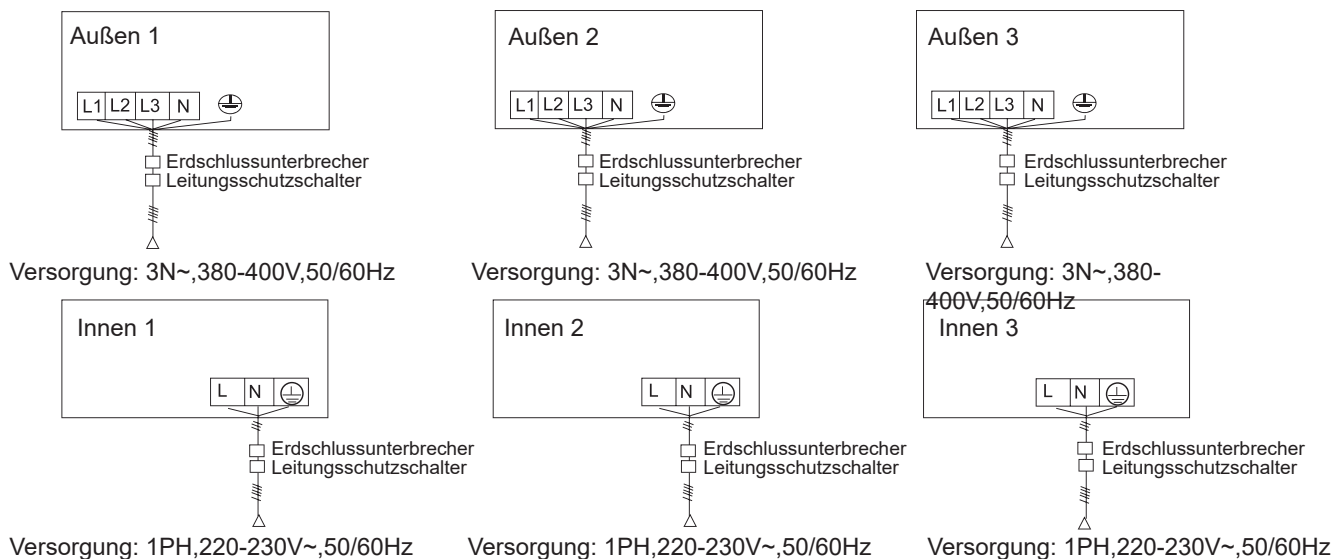 Außen 1
Außen 2
Außen 3
L1 L2 L3 N
L1 L2 L3 N
L1 L2 L3 N
Erdschlussunterbrecher
Leitungsschutzschalter
Erdschlussunterbrecher
Leitungsschutzschalter
Erdschlussunterbrecher
Leitungsschutzschalter
Versorgung: 3N~,380-400V,50/60Hz
Versorgung: 3N~,380-400V,50/60Hz
Versorgung: 3N~,380-
400V,50/60Hz
Innen 1
Innen 2
Innen 3
L N
L N
L N
Erdschlussunterbrecher
Leitungsschutzschalter
Erdschlussunterbrecher
Leitungsschutzschalter
Erdschlussunterbrecher
Leitungsschutzschalter
Versorgung: 1PH,220-230V~,50/60Hz
Versorgung: 1PH,220-230V~,50/60Hz
Versorgung: 1PH,220-230V~,50/60Hz